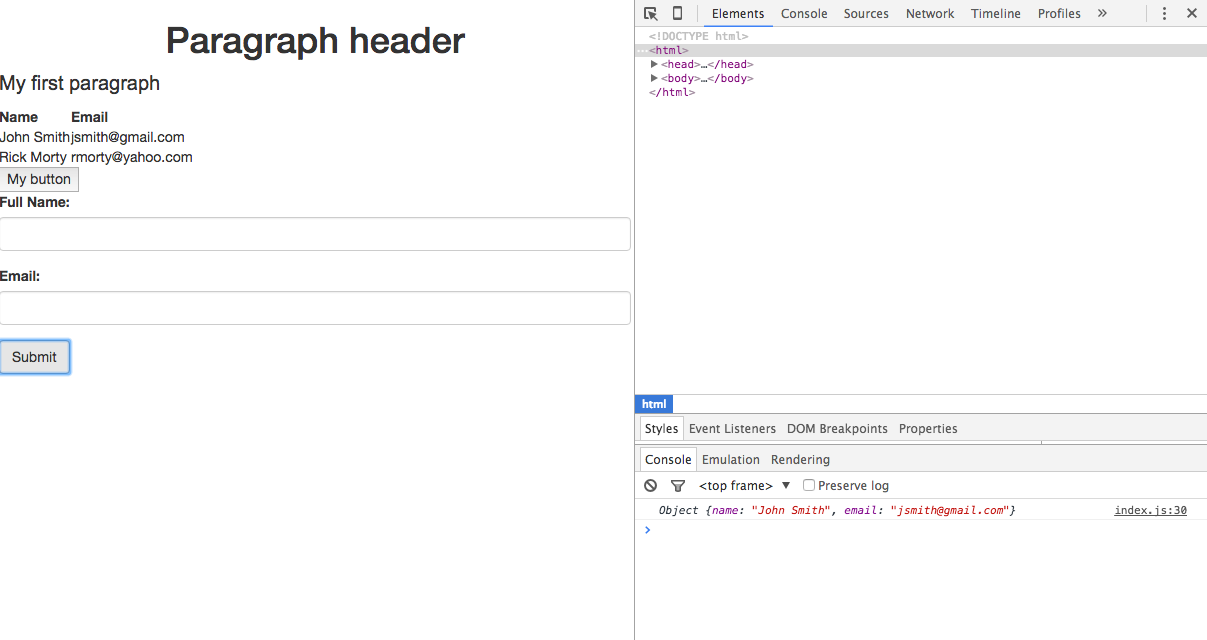 Paragraph header
My first paragraph
Name Email
John Smith jsmith@gmail.com
Rick Morty rmorty@yahoo.com
My button
Full Name:
Email:
Submit
Elements Console Sources Network Timeline Profiles »
<!DOCTYPE html>
…<html>
▶<head>…</head>
▶<body>…</body>
</html>
html
Styles Event Listeners DOM Breakpoints Properties
Console Emulation Rendering
<top frame> ▼ Preserve log
Object {name: "John Smith", email: "jsmith@gmail.com"} index.js:30
>